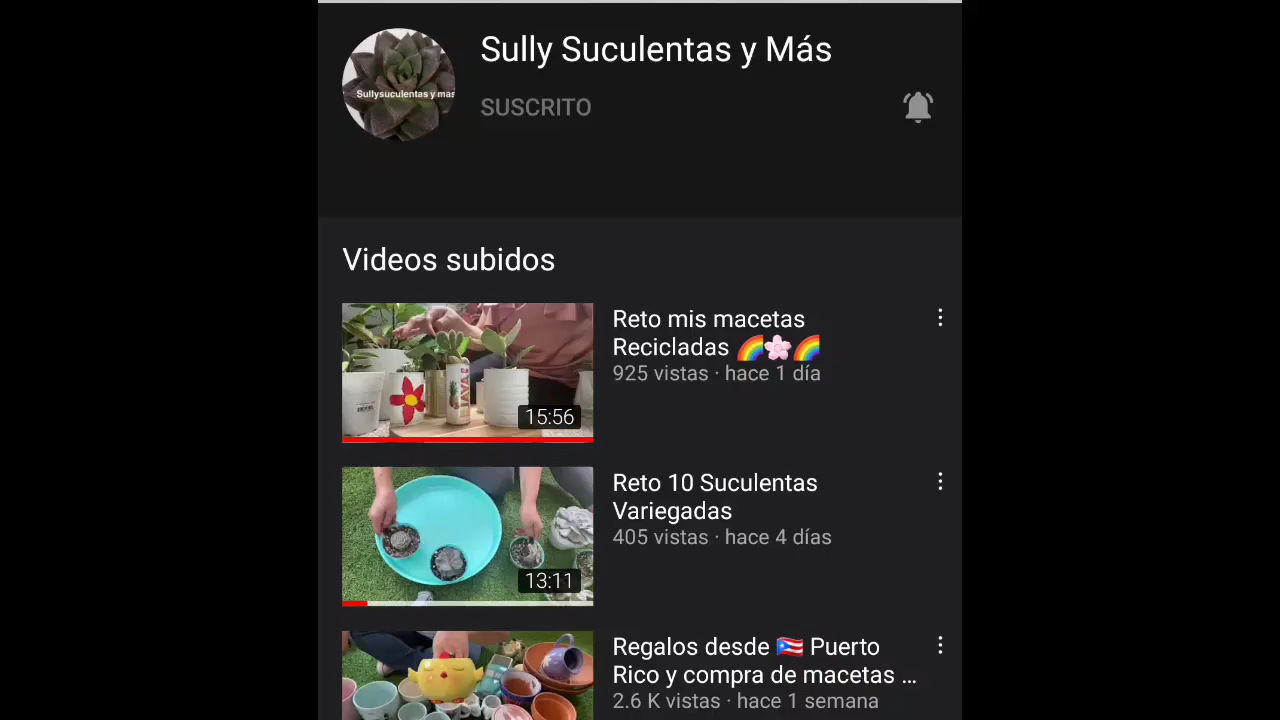 Sully Suculentas y Más
Sullysuculentas y mas
SUSCRITO
Videos subidos
Reto mis macetas
Recicladas 🌈🌸🌈
925 vistas · hace 1 día
15:56
Reto 10 Suculentas
Variegadas
405 vistas · hace 4 días
13:11
Regalos desde 🇵🇷 Puerto
Rico y compra de macetas ...
2.6 K vistas · hace 1 semana